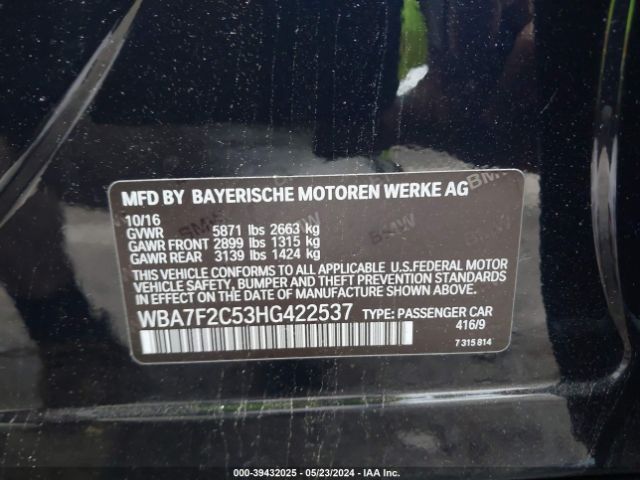 MFD BY BAYERISCHE MOTOREN WERKE AG
10/16
GVWR 5871 lbs 2663 kg
GAWR FRONT 2899 lbs 1315 kg
GAWR REAR 3139 lbs 1424 kg
THIS VEHICLE CONFORMS TO ALL APPLICABLE U.S.FEDERAL MOTOR
VEHICLE SAFETY, BUMPER AND THEFT PREVENTION STANDARDS
IN EFFECT ON THE DATE OF MANUFACTURE SHOWN ABOVE.
WBA7F2C53HG422537 TYPE: PASSENGER CAR
416/9
7 315 814
000-39432025 - 05/23/2024 - IAA Inc.